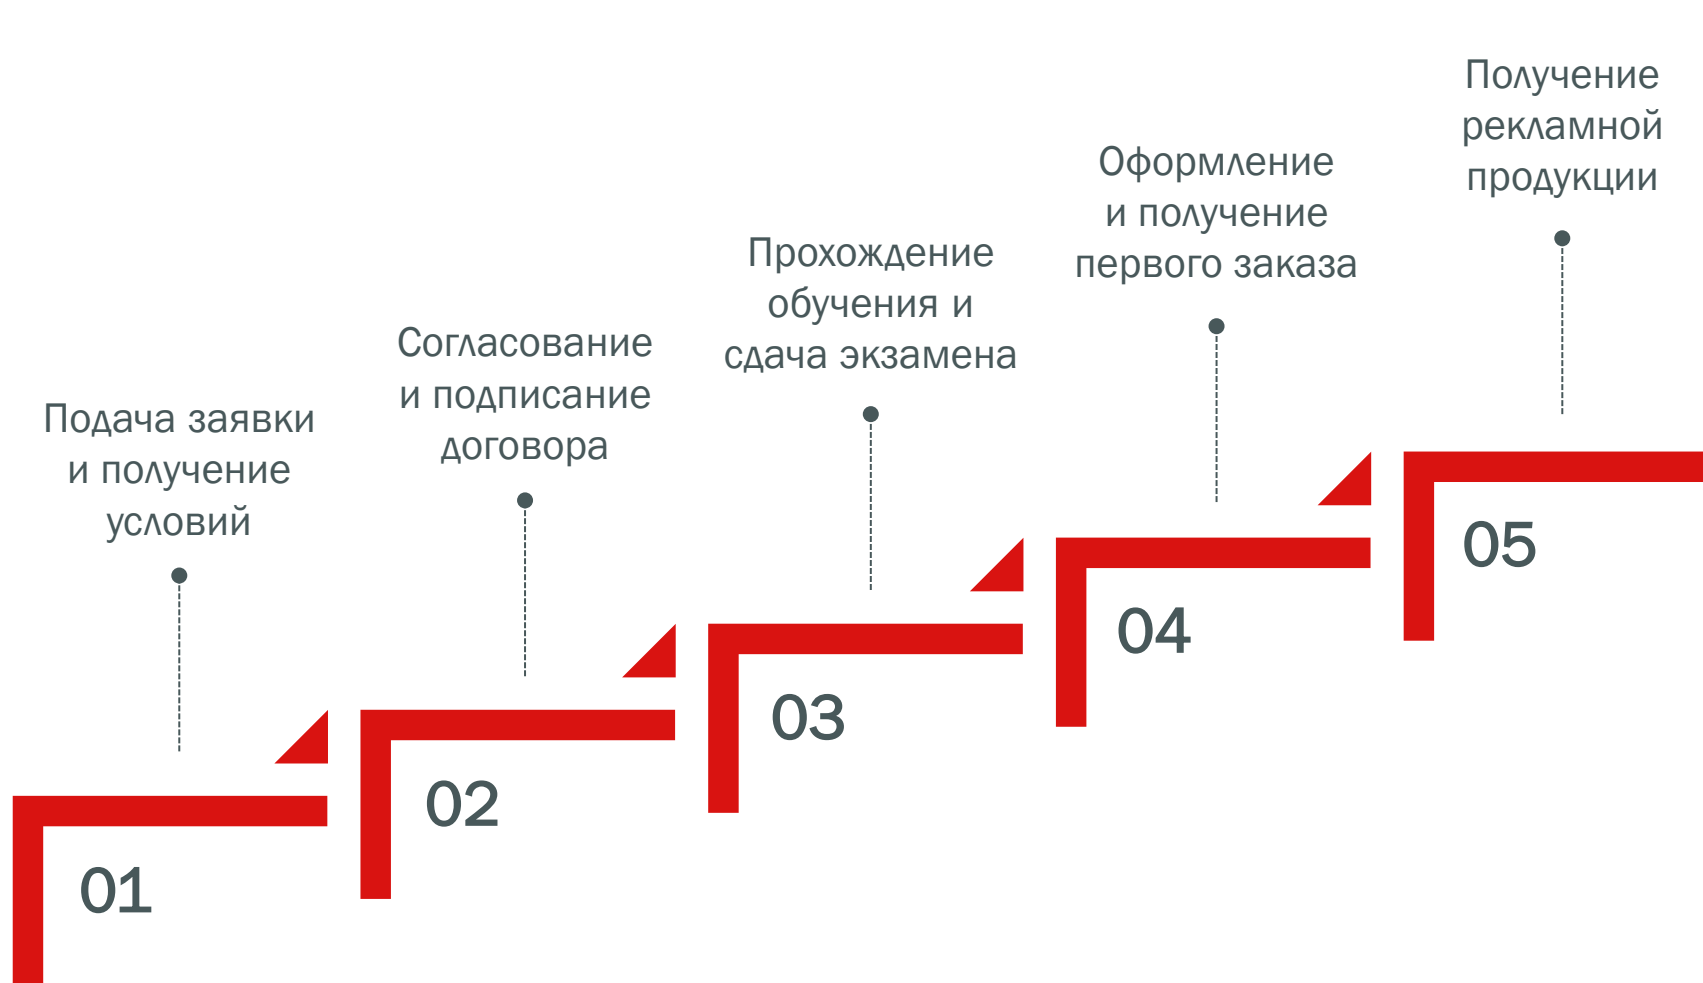 Подача заявки
и получение
условий
01
Согласование
и подписание
договора
02
Прохождение
обучения и
сдача экзамена
03
Оформление
и получение
первого заказа
04
Получение
рекламной
продукции
05